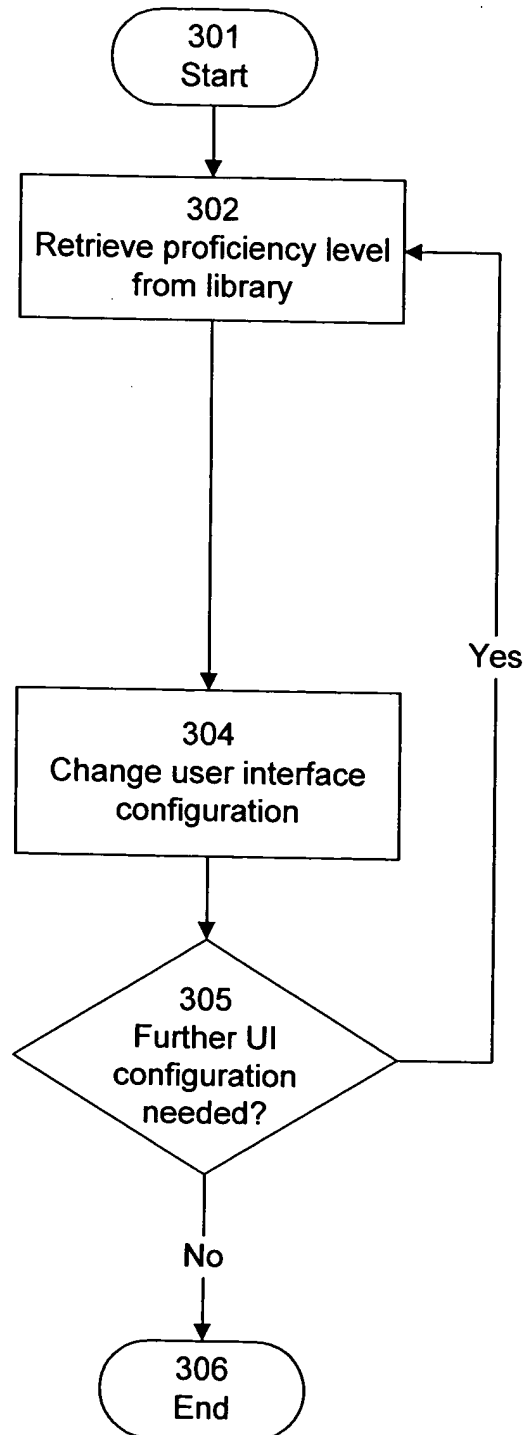 301
Start
302
Retrieve proficiency level
from library
Yes
304
Change user interface
configuration
305
Further UI
configuration
needed?
No
306
End